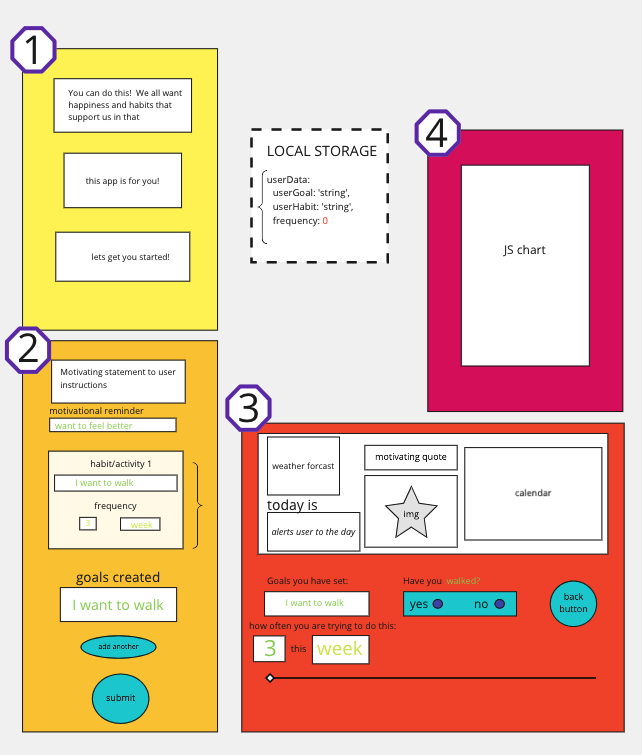 1
You can do this! We all want
happiness and habits that
support us in that
this app is for you!
lets get you started!
LOCAL STORAGE
userData:
userGoal: 'string',
userHabit: 'string',
frequency: 0
4
JS chart
2
Motivating statement to user
instructions
motivational reminder
want to feel better
habit/activity 1
I want to walk
frequency
3 week
goals created
I want to walk
add another
submit
3
weather forcast
today is
alerts user to the day
motivating quote
img
calendar
Goals you have set:
I want to walk
Have you walked?
yes no
back
button
how often you are trying to do this:
3 this week